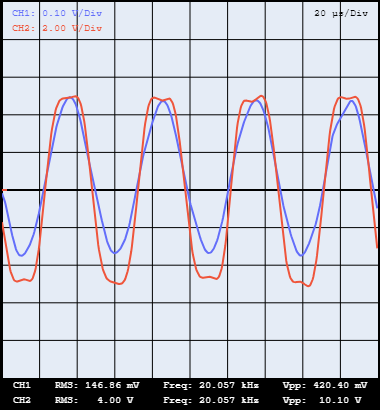 CH1: 0.10 V/Div 20 µs/Div
CH2: 2.00 V/Div
CH1 RMS: 146.86 mV Freq: 20.057 kHz Vpp: 420.40 mV
CH2 RMS: 4.00 V Freq: 20.057 kHz Vpp: 10.10 V